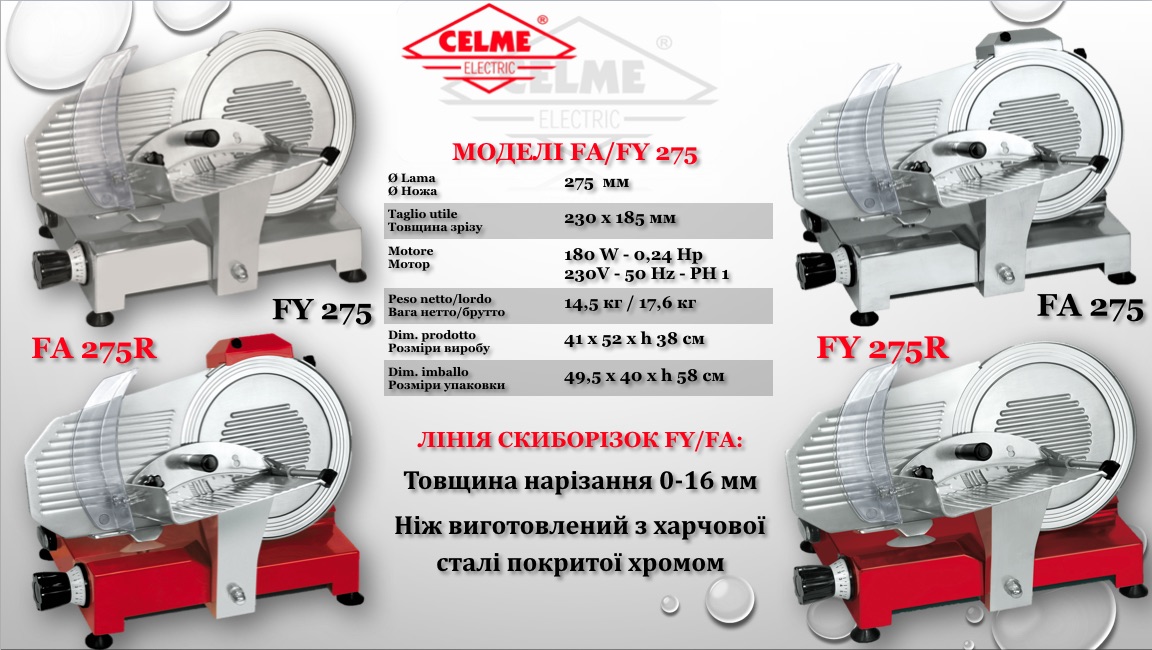 CELME
®
ELECTRIC
CELME
®
ELECTRIC
МОДЕЛІ FA/FY 275
Ø Lama
Ø Ножа
275 мм
Taglio utile
Товщина зрізу
230 x 185 мм
Motore
Мотор
180 W - 0,24 Hp
230V - 50 Hz - PH 1
Peso netto/lordo
Вага нетто/брутто
14,5 кг / 17,6 кг
Dim. prodotto
Розміри виробу
41 x 52 x h 38 см
Dim. imballo
Розміри упаковки
49,5 x 40 x h 58 см
FY 275
FA 275
FA 275R
FY 275R
ЛІНІЯ СКИБОРІЗОК FY/FA:
Товщина нарізання 0-16 мм
Ніж виготовлений з харчової
сталі покритої хромом